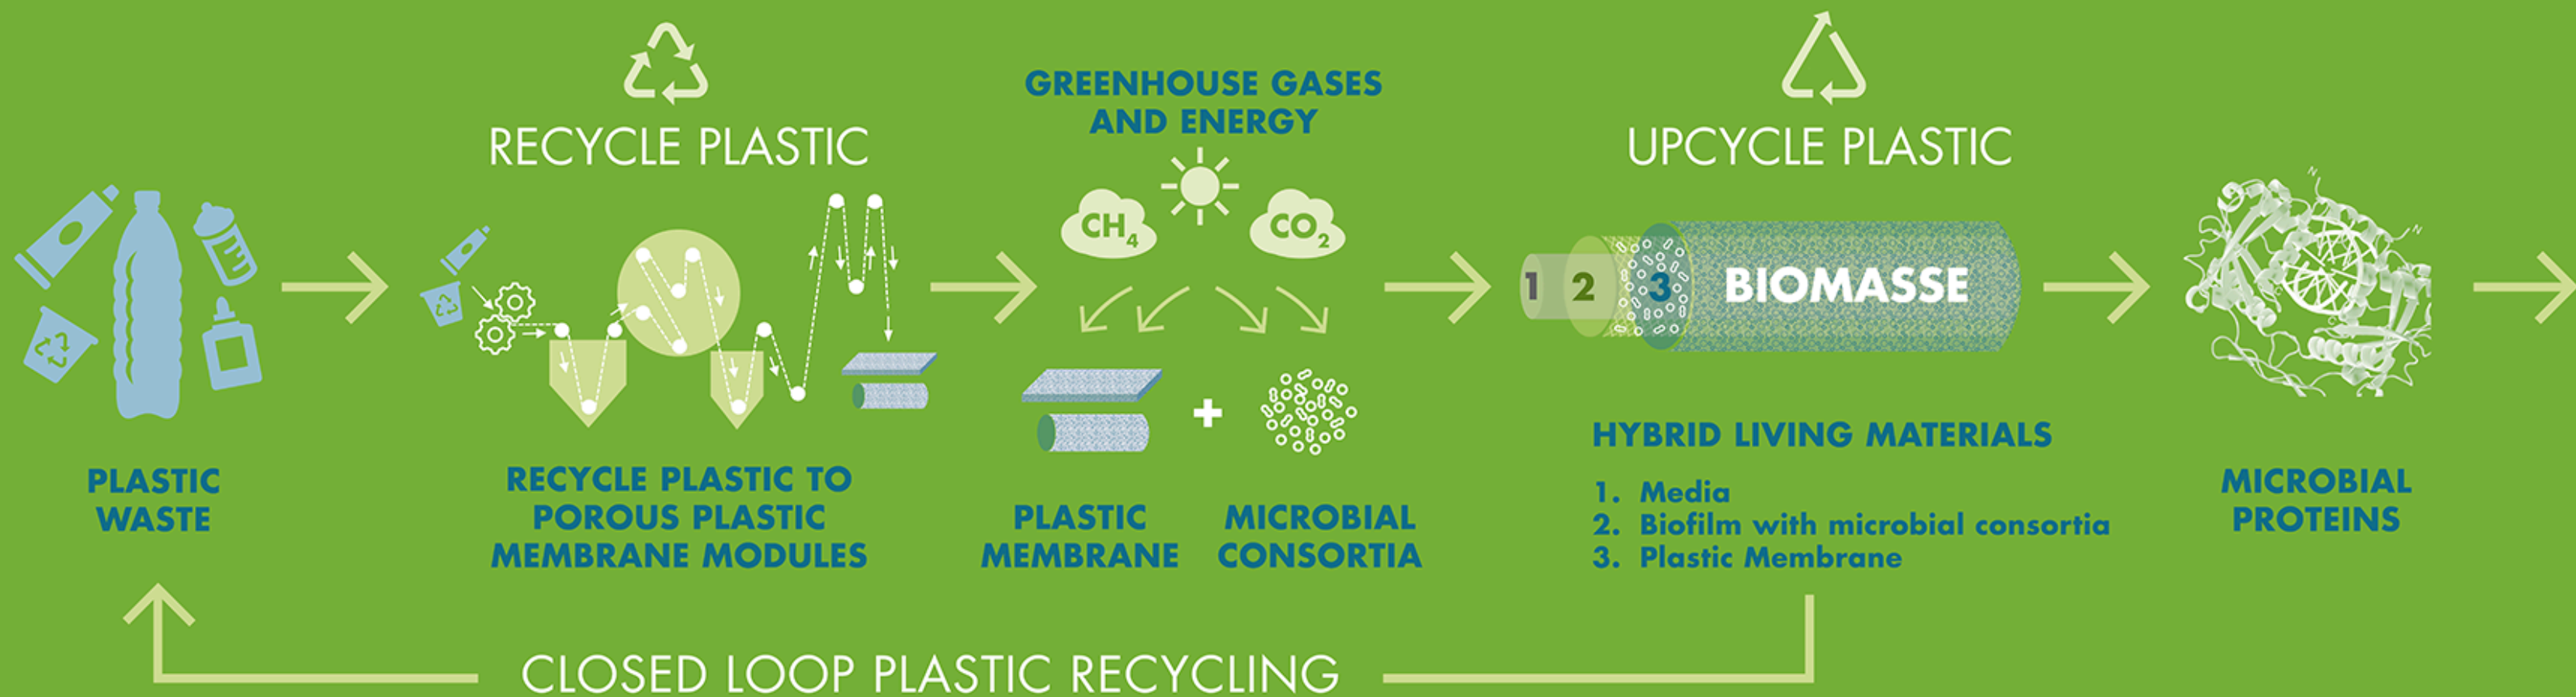 RECYCLE PLASTIC
GREENHOUSE GASES
AND ENERGY
UPCYCLE PLASTIC
CH4
CO2
1
2
3
BIOMASSE
N
N
PLASTIC
WASTE
RECYCLE PLASTIC TO
POROUS PLASTIC
MEMBRANE MODULES
+
PLASTIC
MEMBRANE
MICROBIAL
CONSORTIA
HYBRID LIVING MATERIALS
1. Media
2. Biofilm with microbial consortia
3. Plastic Membrane
MICROBIAL
PROTEINS
CLOSED LOOP PLASTIC RECYCLING